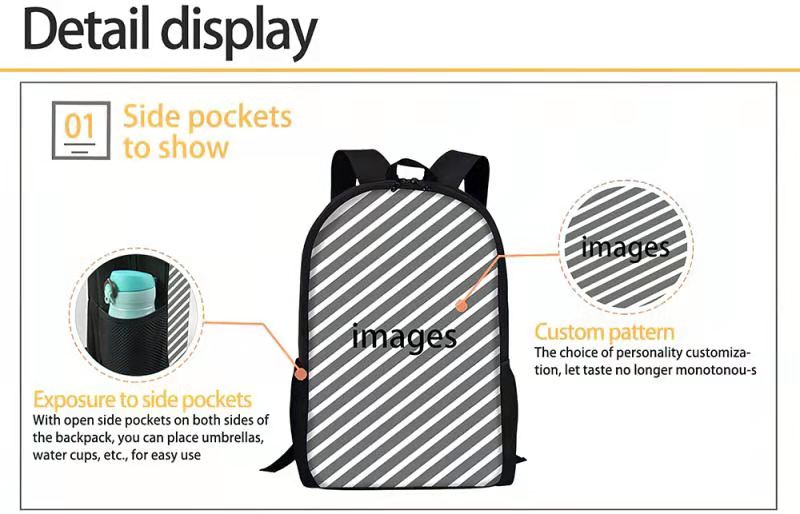 Detail display
01
Side pockets
to show
images
images
Custom pattern
The choice of personality customiza-
tion, let taste no longer monotonou-s
Exposure to side pockets
With open side pockets on both sides of
the backpack, you can place umbrellas,
water cups, etc., for easy use